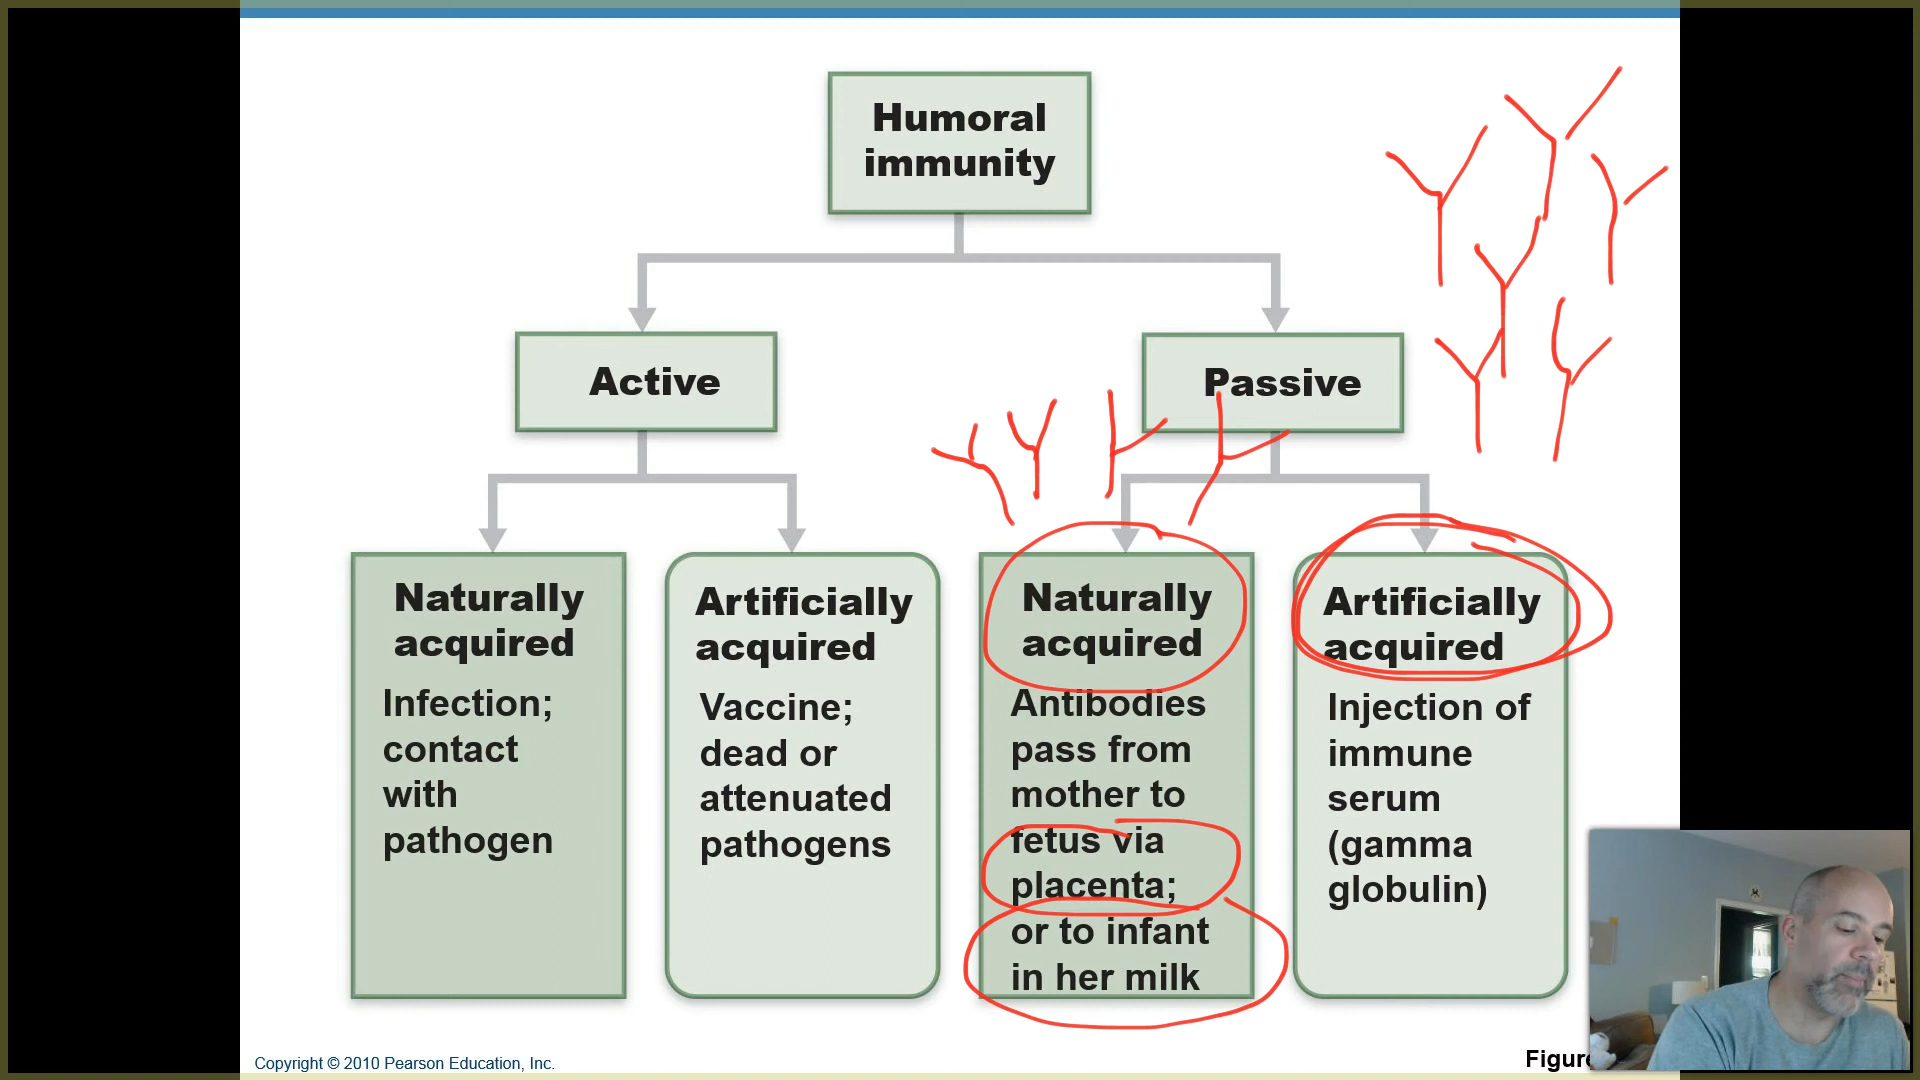 Humoral
immunity
Active
Passive
Naturally
acquired
Infection;
contact
with
pathogen
Artificially
acquired
Vaccine;
dead or
attenuated
pathogens
Naturally
acquired
Antibodies
pass from
mother to
fetus via
placenta;
or to infant
in her milk
Artificially
acquired
Injection of
immune
serum
(gamma
globulin)
Copyright © 2010 Pearson Education, Inc.
Figure